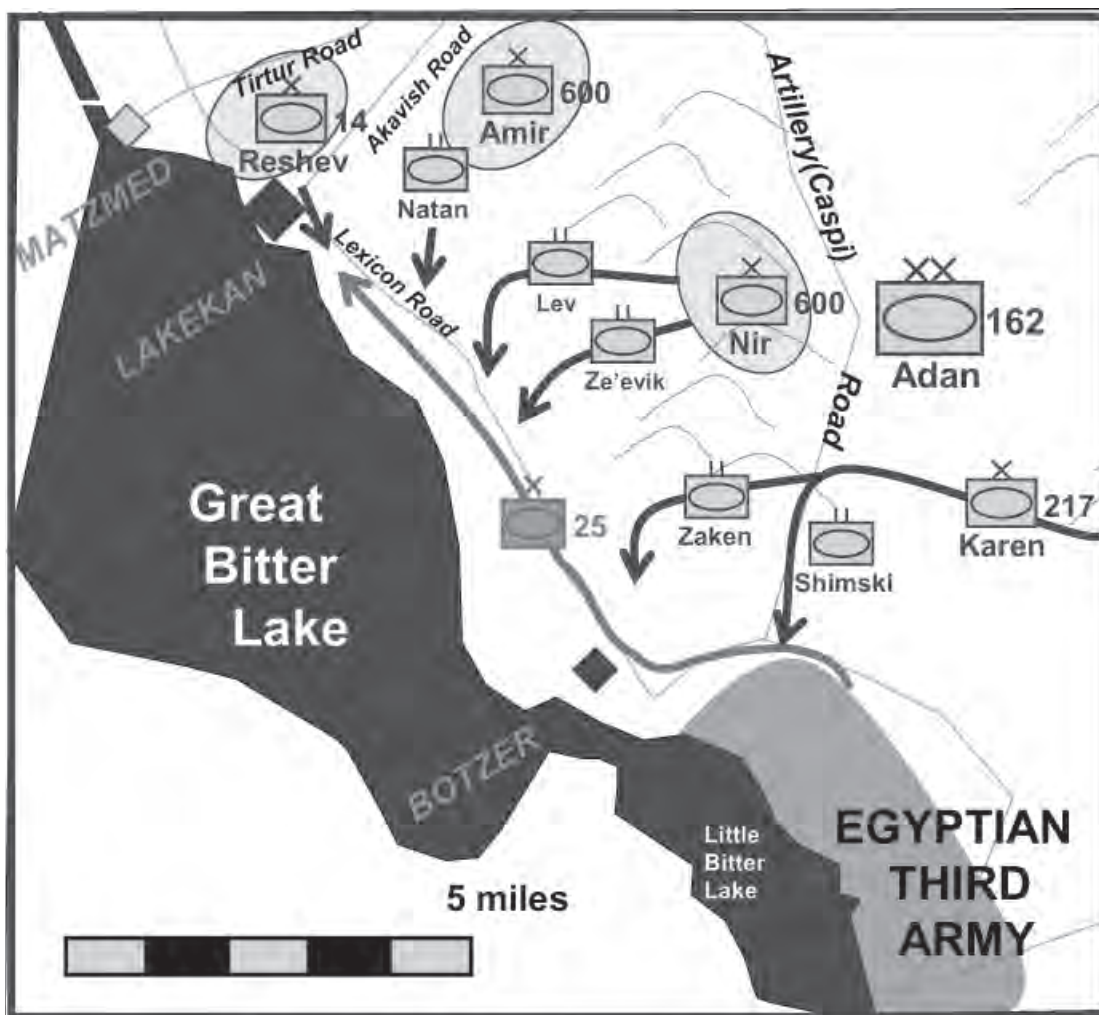 Tirtur Road
14
Reshev
Akavish Road
600
Amir
Natan
Artillery(Caspi)
Road
MATZMED
LAKEKAN
Lexicon Road
Lev
Ze'evik
600
Nir
162
Adan
Great
Bitter
Lake
25
Zaken
Shimski
217
Karen
BOTZER
Little
Bitter
Lake
EGYPTIAN
THIRD
ARMY
5 miles